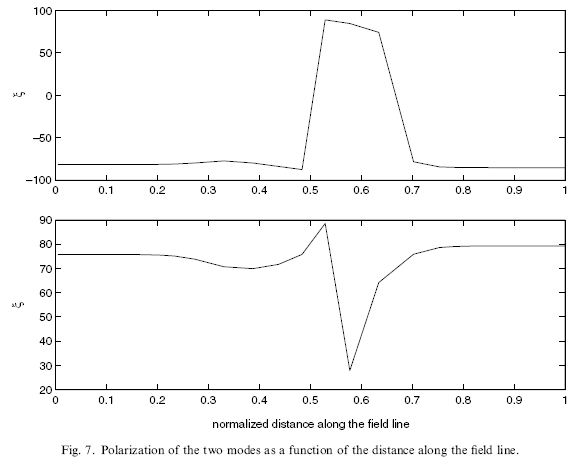 100
50
0
−50
−100
ξ
0 0.1 0.2 0.3 0.4 0.5 0.6 0.7 0.8 0.9 1
90
80
70
60
50
40
30
20
ξ
0 0.1 0.2 0.3 0.4 0.5 0.6 0.7 0.8 0.9 1
normalized distance along the field line
Fig. 7. Polarization of the two modes as a function of the distance along the field line.